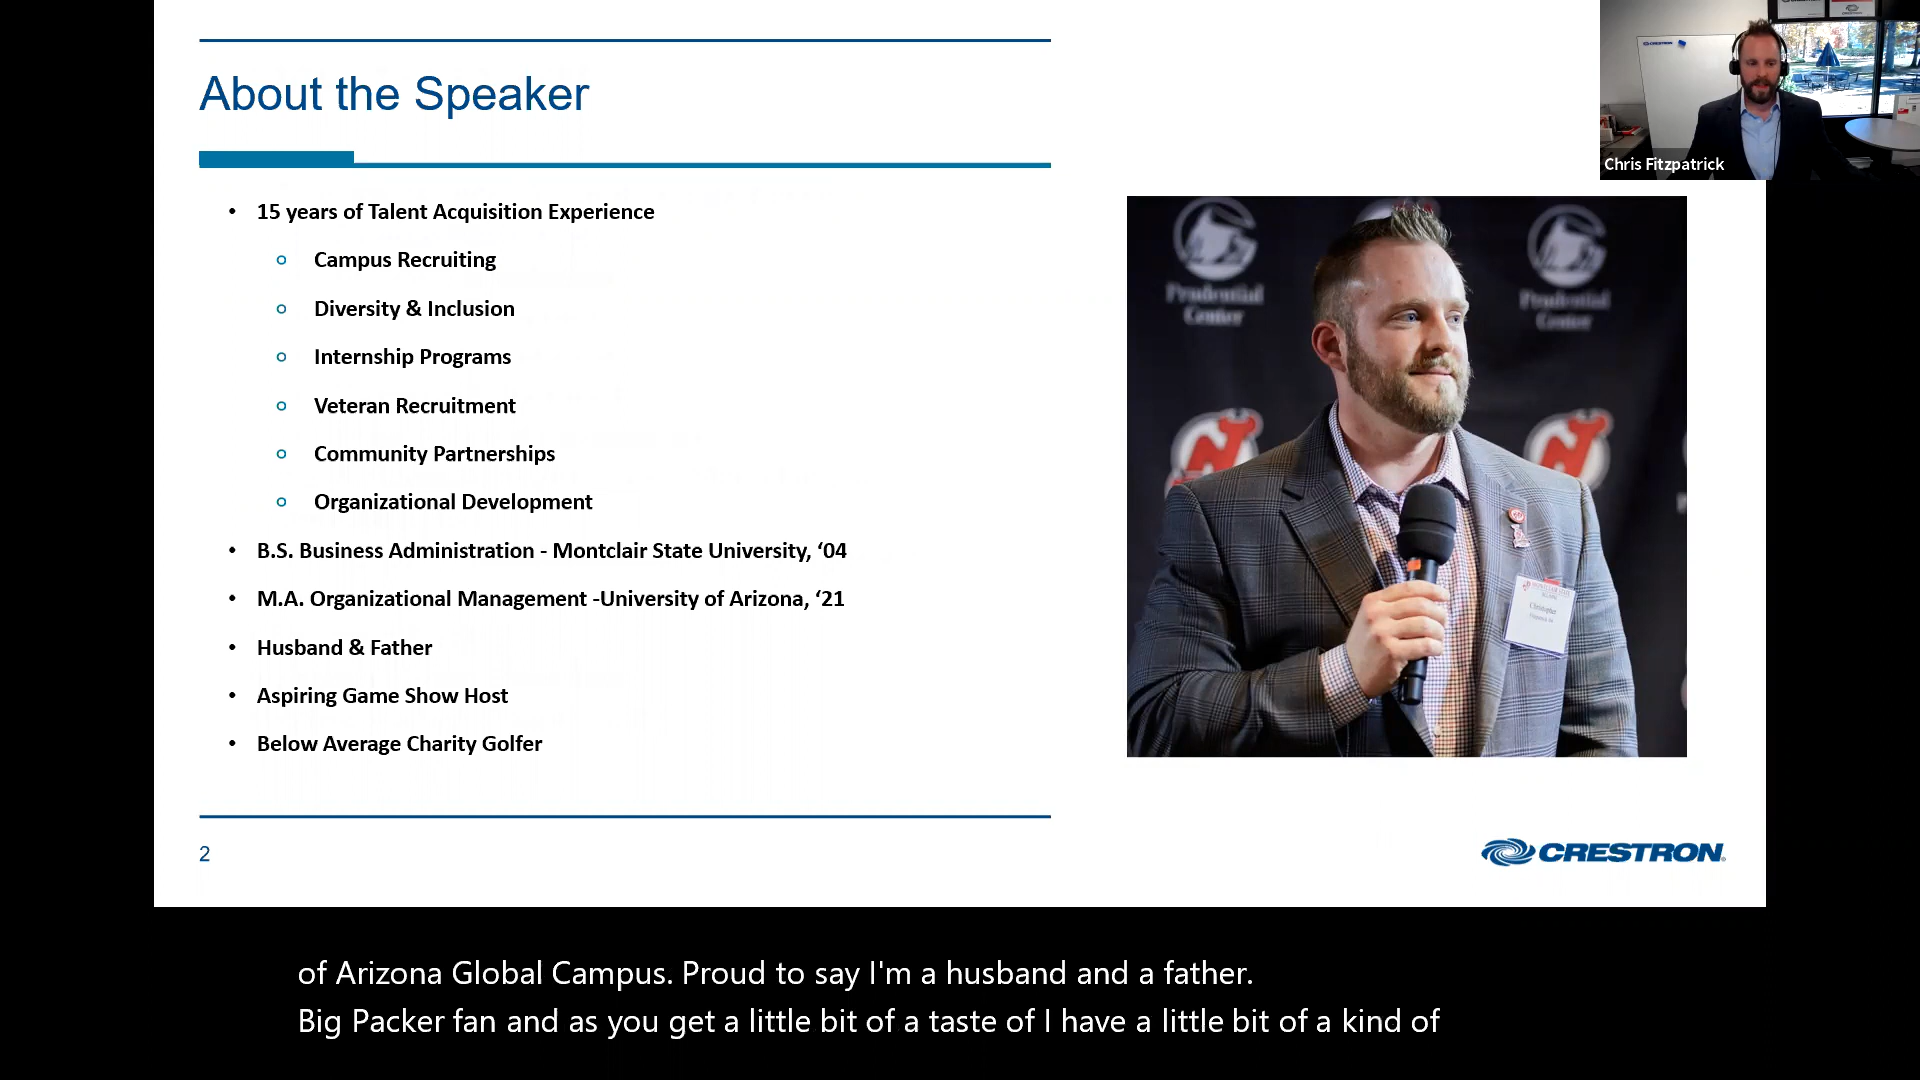 About the Speaker
• 15 years of Talent Acquisition Experience
o Campus Recruiting
o Diversity & Inclusion
o Internship Programs
o Veteran Recruitment
o Community Partnerships
o Organizational Development
• B.S. Business Administration - Montclair State University, ‘04
• M.A. Organizational Management -University of Arizona, ‘21
• Husband & Father
• Aspiring Game Show Host
• Below Average Charity Golfer
2
CRESTRON
Chris Fitzpatrick
Prudential
Center
Prudential
Center
Christopher
of Arizona Global Campus. Proud to say I'm a husband and a father.
Big Packer fan and as you get a little bit of a taste of I have a little bit of a kind of